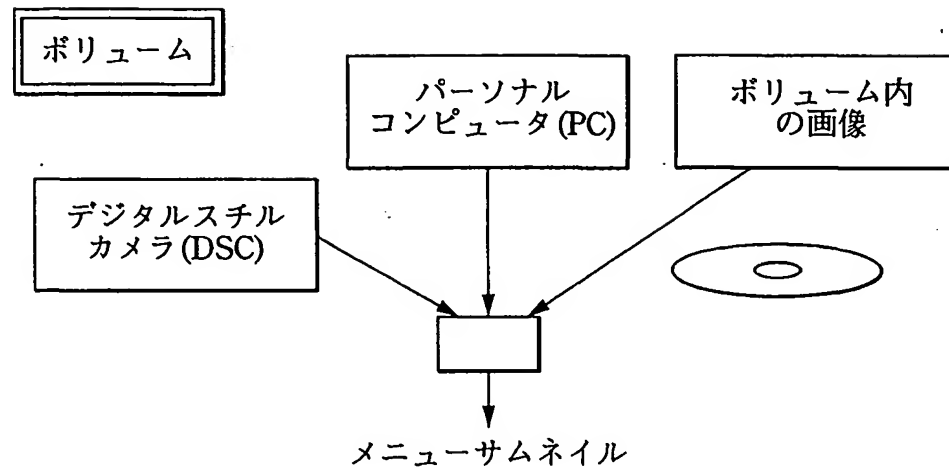 ボリューム
パーソナル
コンピュータ(PC)
ボリューム内
の画像
デジタルスチル
カメラ(DSC)
メニューサムネイル